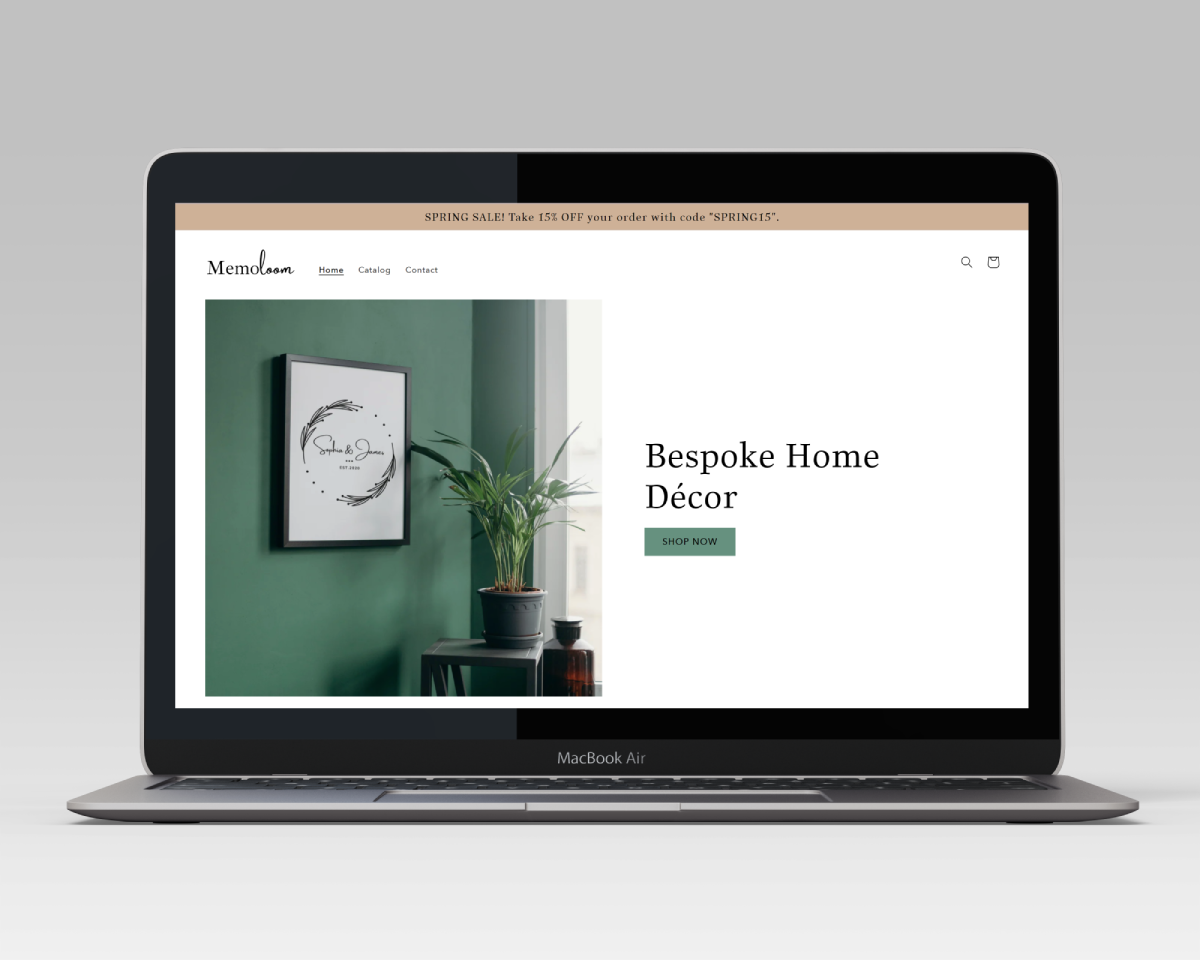 SPRING SALE! Take 15% OFF your order with code "SPRING15".
Memoloom
Home Catalog Contact
Sophia & James
EST.2020
Bespoke Home
Décor
SHOP NOW
MacBook Air